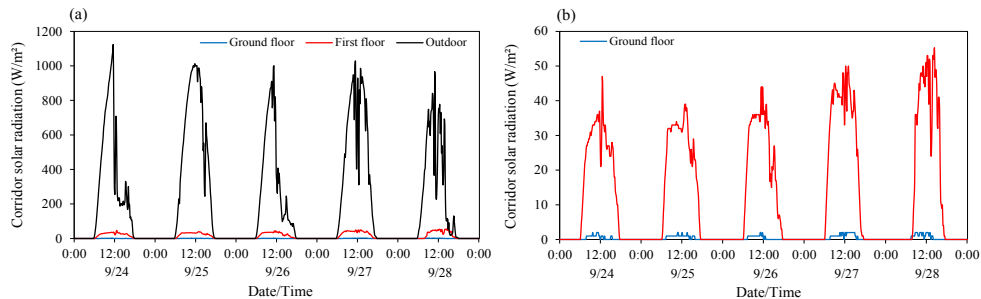 (a)
Corridor solar radiation (W/m²)
1200
1000
800
600
400
200
0
Ground floor First floor Outdoor
0:00 12:00 0:00 12:00 0:00 12:00 0:00 12:00 0:00 12:00 0:00
9/24 9/25 9/26 9/27 9/28
Date/Time
(b)
Corridor solar radiation (W/m²)
60
50
40
30
20
10
0
Ground floor
0:00 12:00 0:00 12:00 0:00 12:00 0:00 12:00 0:00 12:00 0:00
9/24 9/25 9/26 9/27 9/28
Date/Time